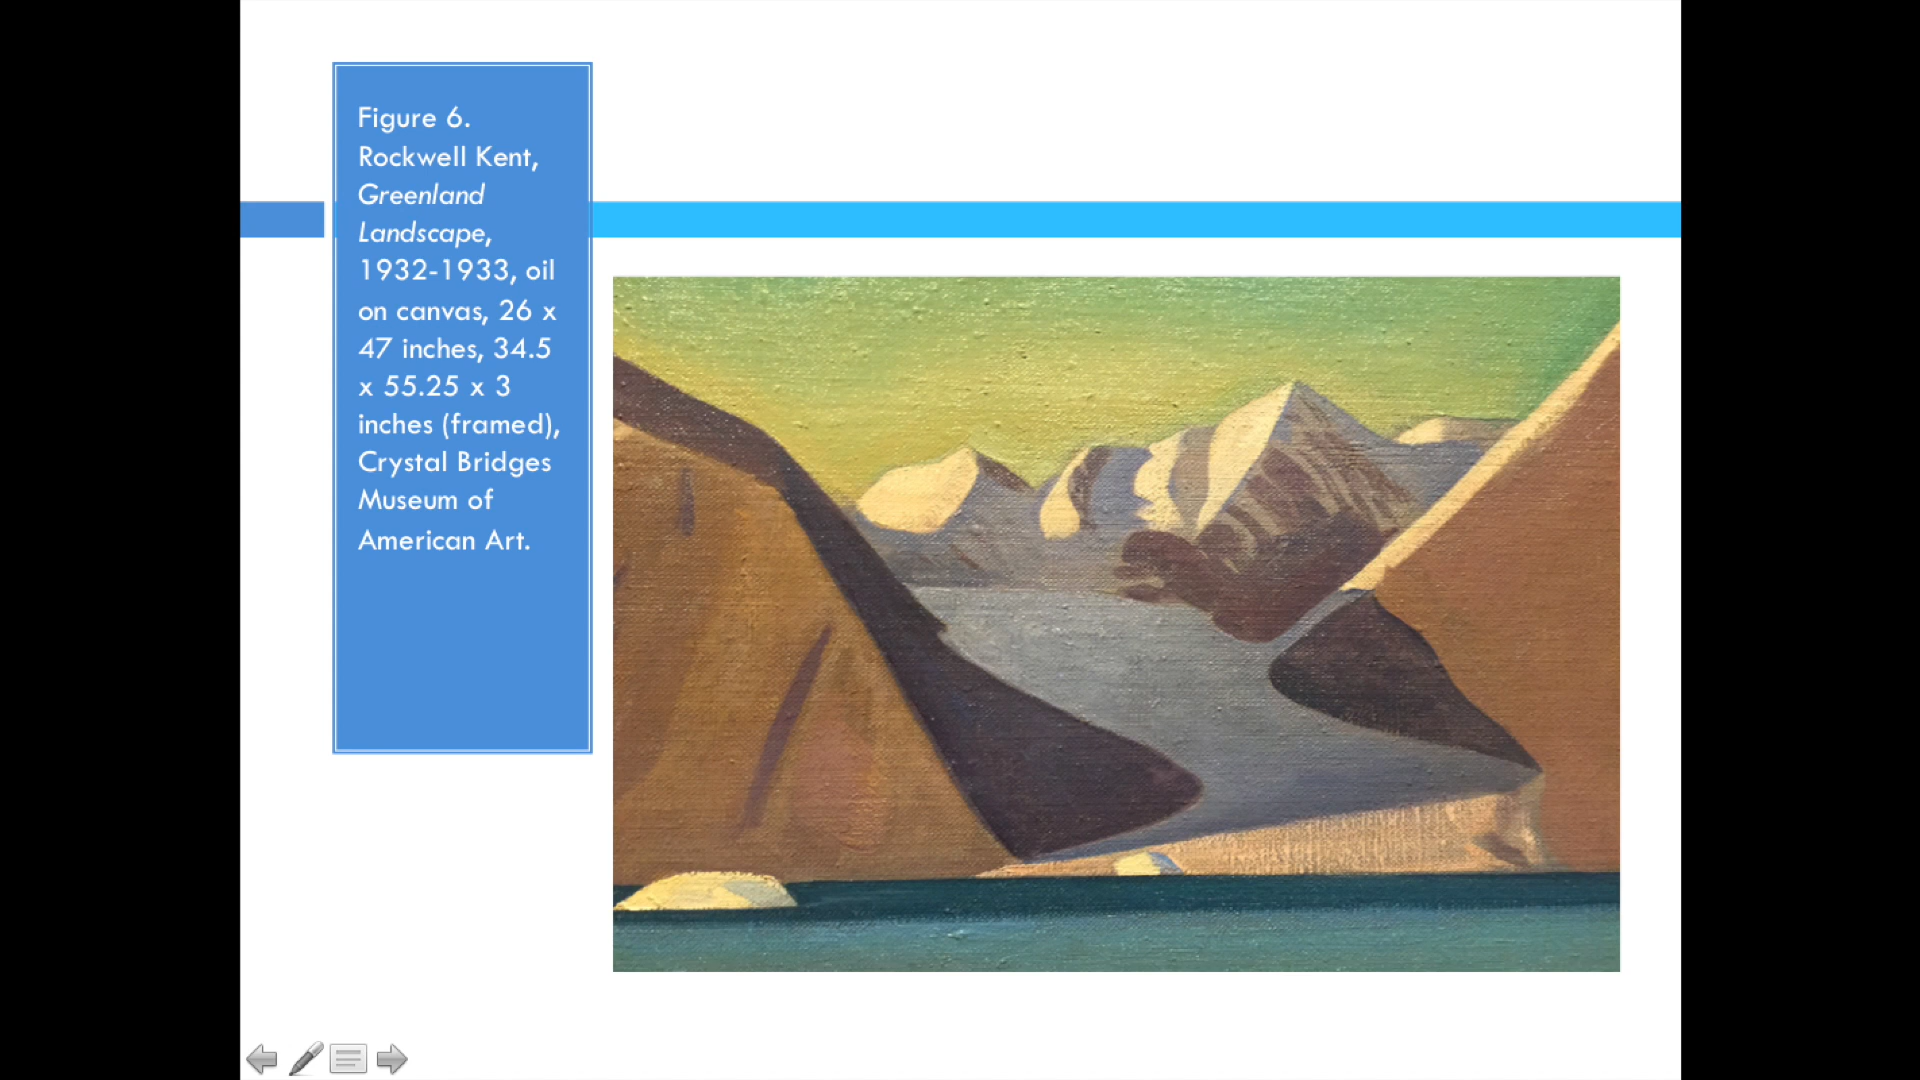 Figure 6.
Rockwell Kent,
Greenland
Landscape,
1932-1933, oil
on canvas, 26 x
47 inches, 34.5
x 55.25 x 3
inches (framed),
Crystal Bridges
Museum of
American Art.